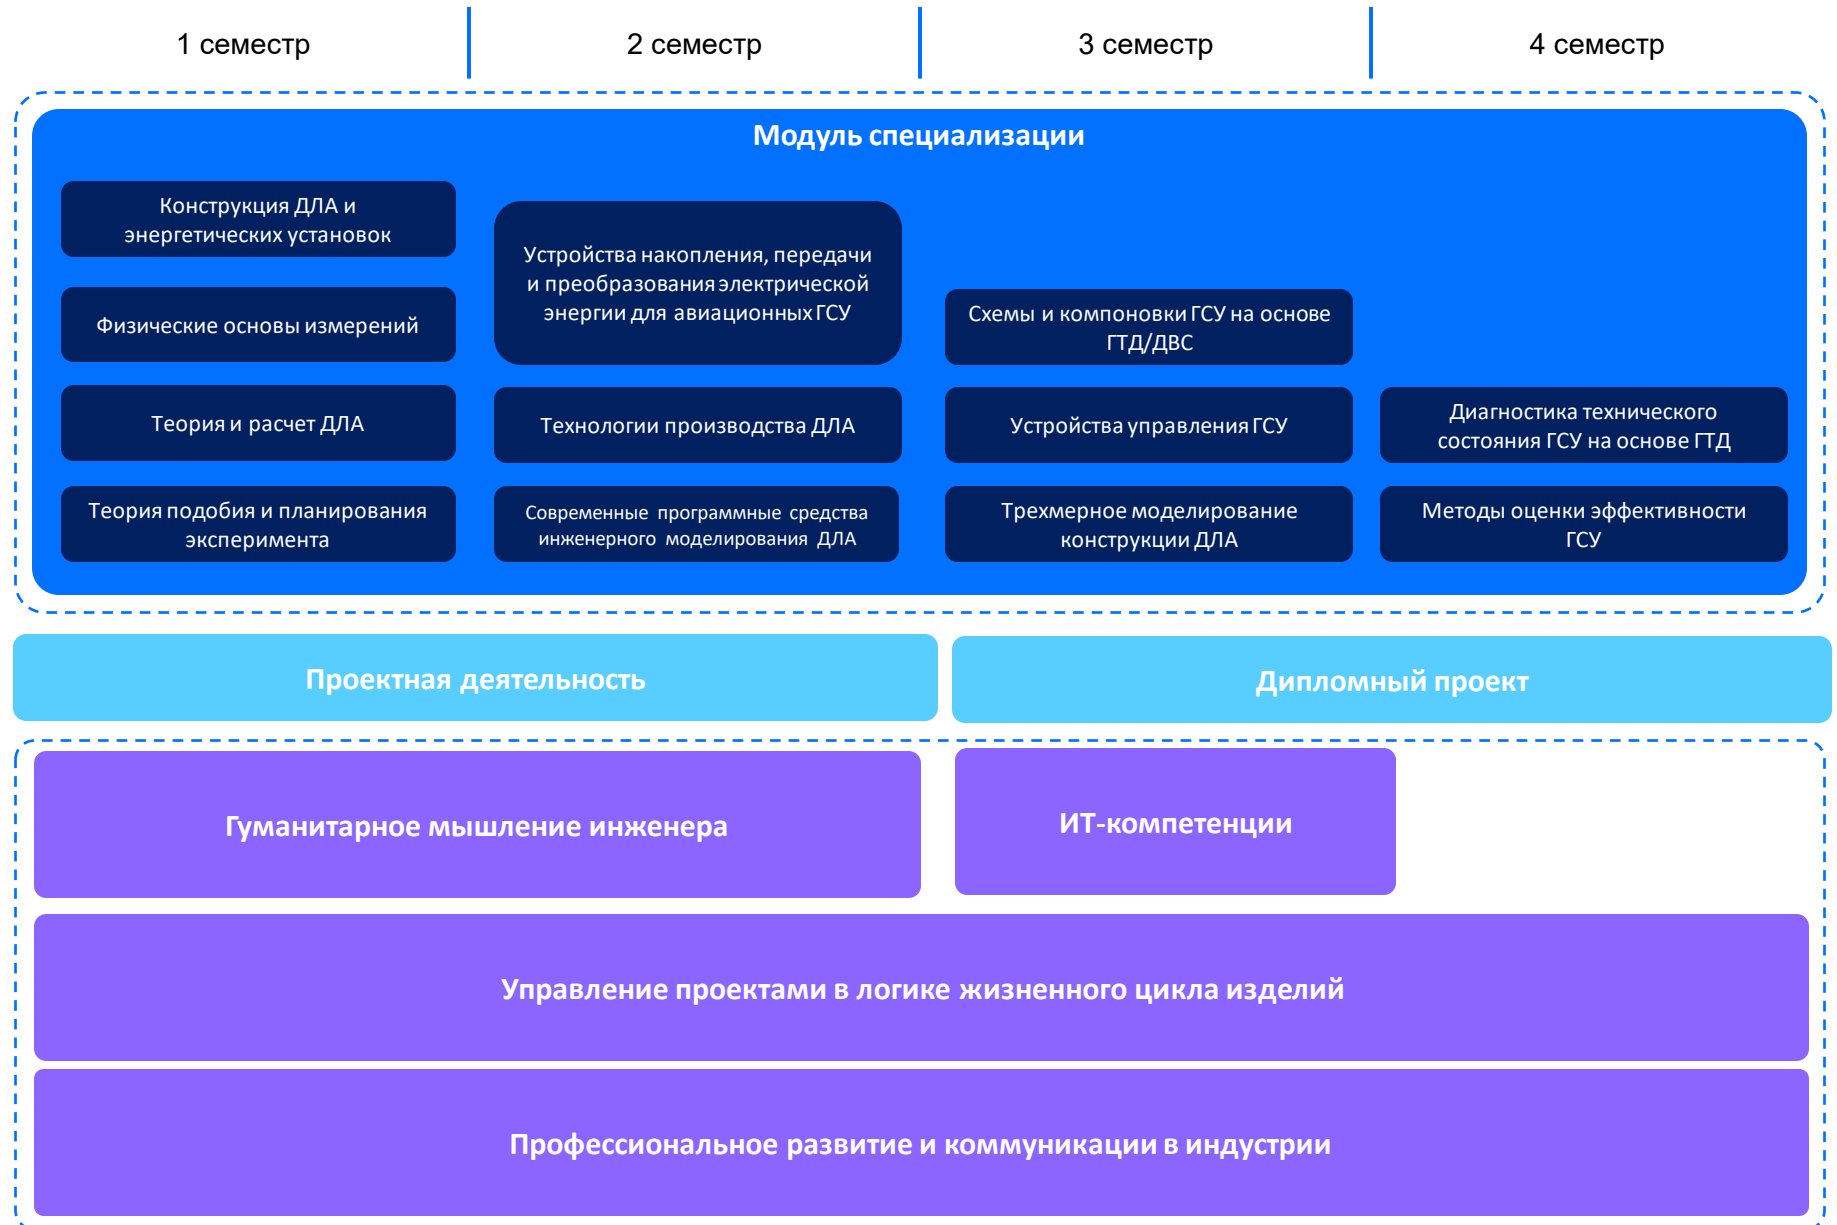 1 семестр
2 семестр
3 семестр
4 семестр
Модуль специализации
Конструкция ДЛА и
энергетических установок
Физические основы измерений
Теория и расчет ДЛА
Теория подобия и планирования
эксперимента
Устройства накопления, передачи
и преобразования электрической
энергии для авиационных ГСУ
Технологии производства ДЛА
Современные программные средства
инженерного моделирования ДЛА
Схемы и компоновки ГСУ на основе
ГТД/ДВС
Устройства управления ГСУ
Трехмерное моделирование
конструкции ДЛА
Диагностика технического
состояния ГСУ на основе ГТД
Методы оценки эффективности
ГСУ
Проектная деятельность
Дипломный проект
Гуманитарное мышление инженера
ИТ-компетенции
Управление проектами в логике жизненного цикла изделий
Профессиональное развитие и коммуникации в индустрии